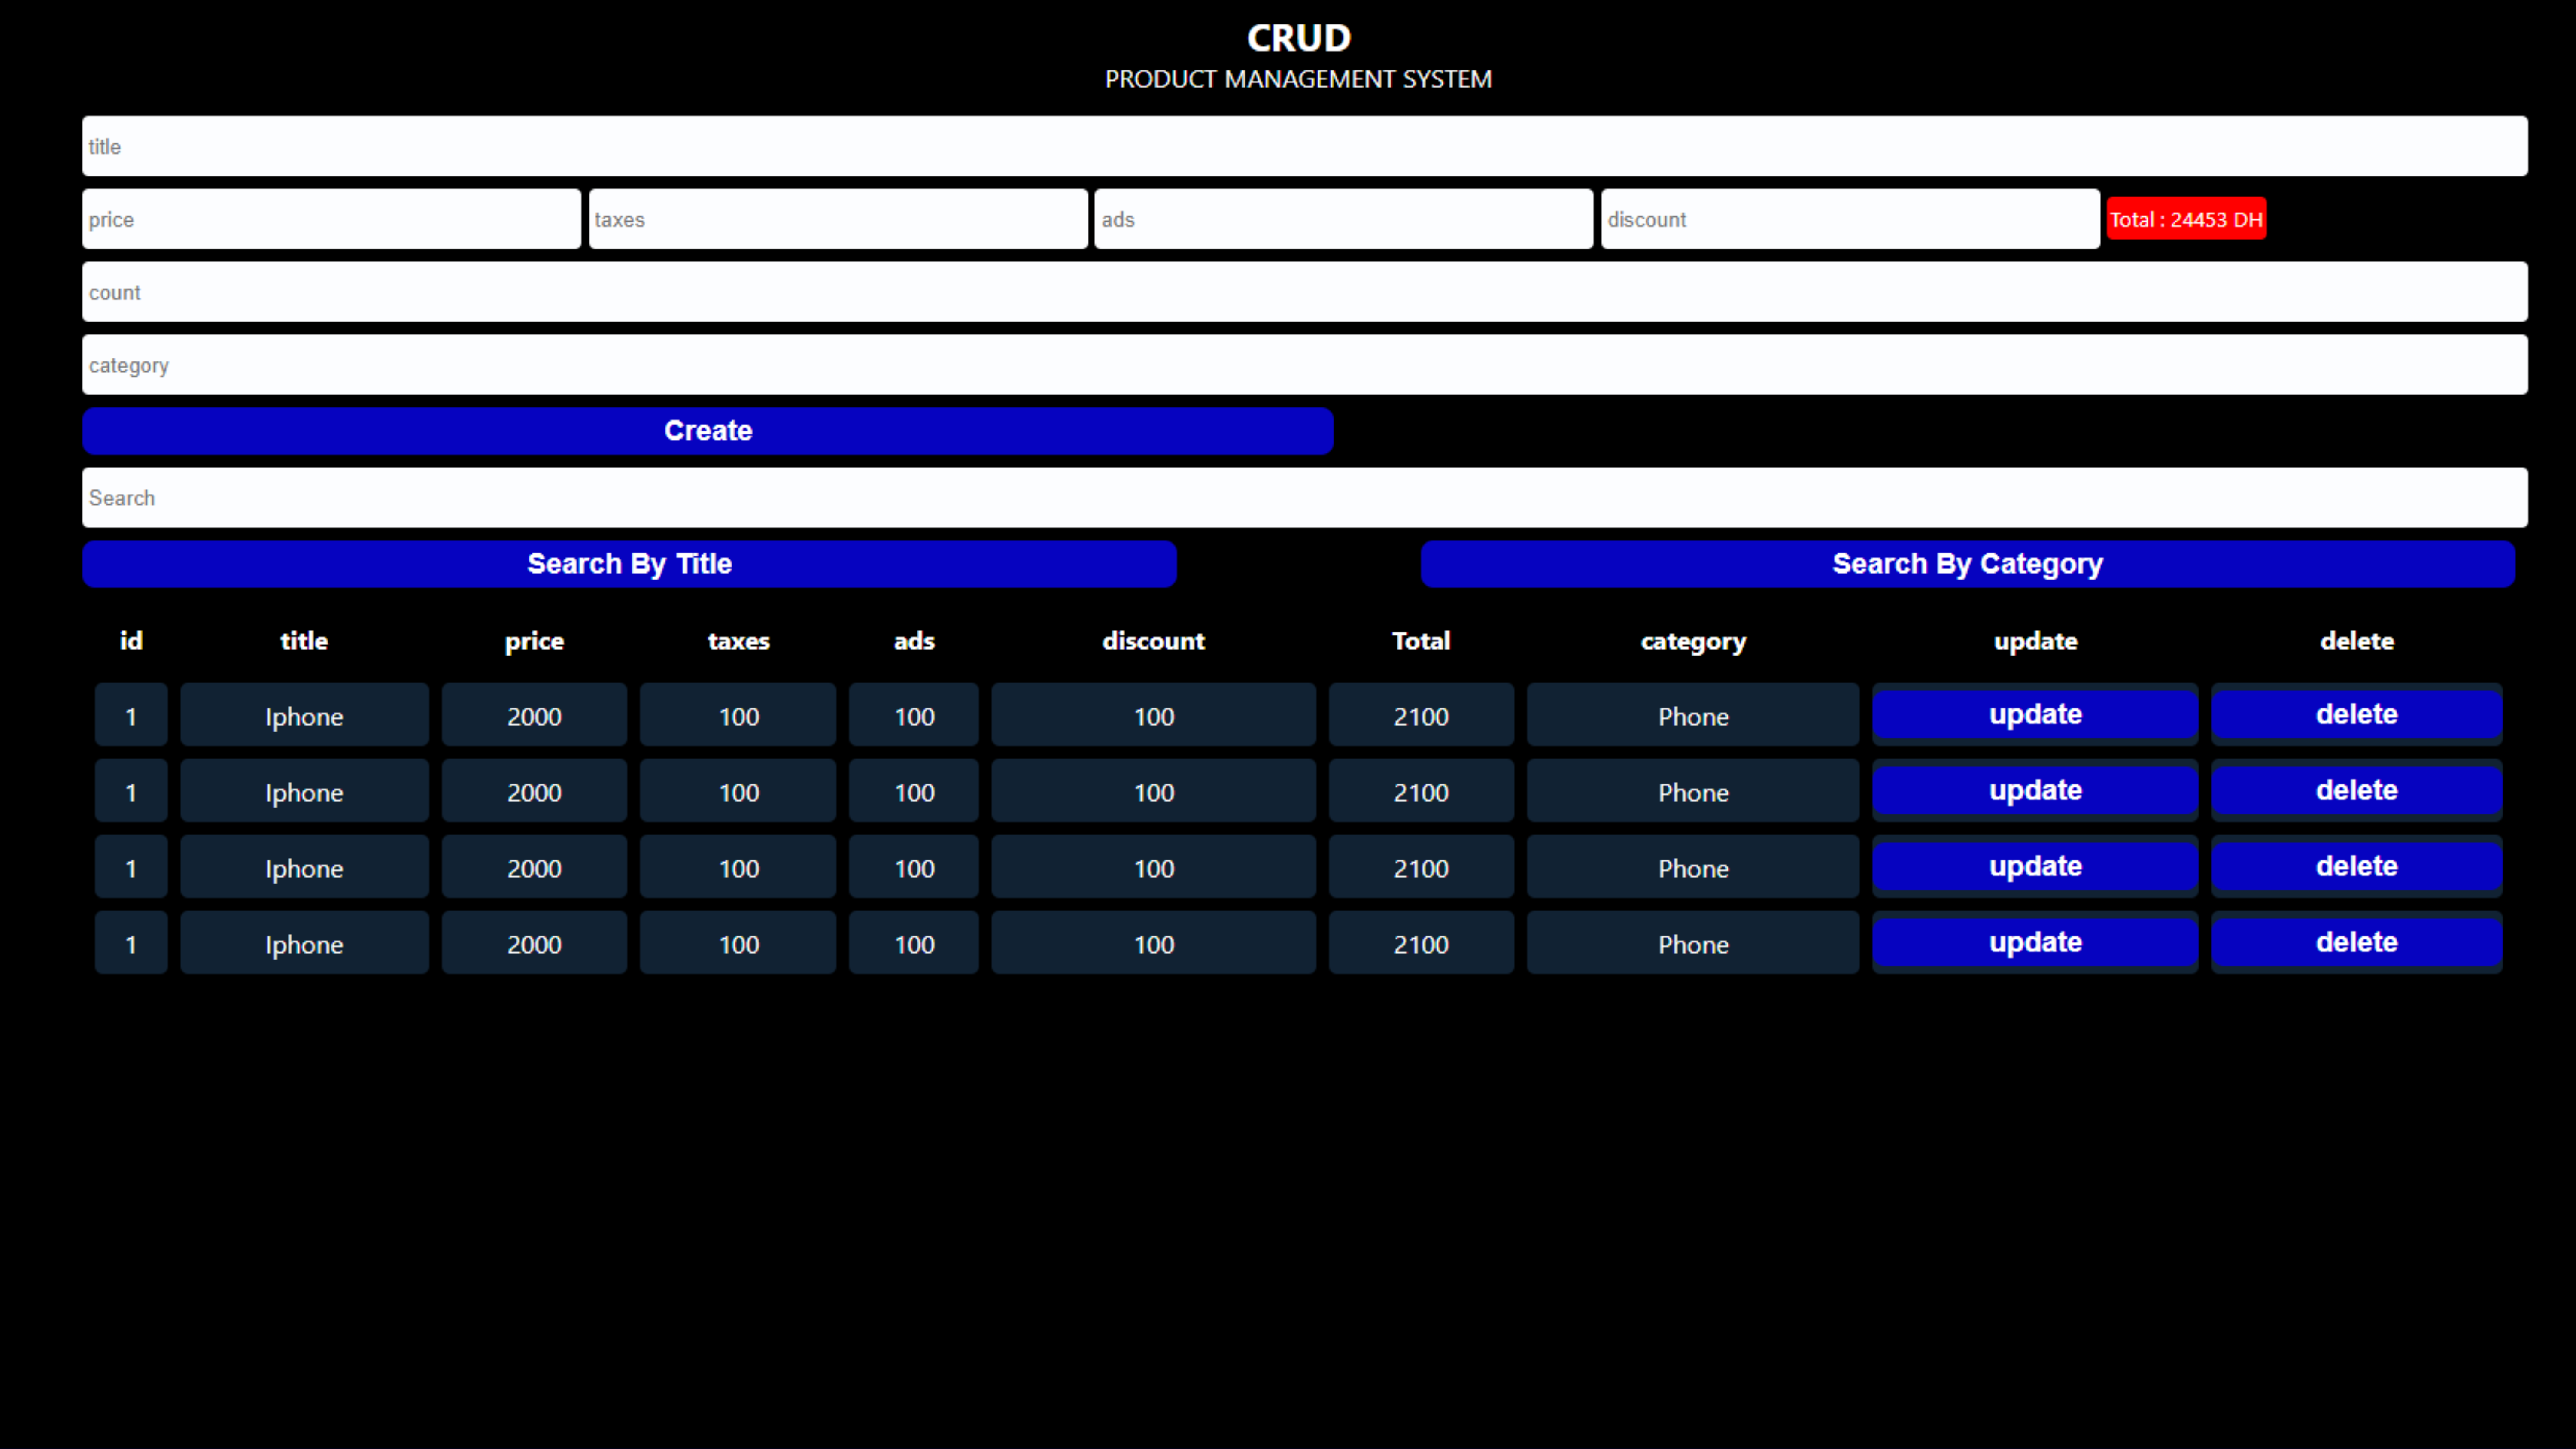 CRUD
PRODUCT MANAGEMENT SYSTEM
title
price taxes ads discount Total : 24453 DH
count
category
Create
Search
Search By Title Search By Category
id title price taxes ads discount Total category update delete
1 Iphone 2000 100 100 100 2100 Phone update delete
1 Iphone 2000 100 100 100 2100 Phone update delete
1 Iphone 2000 100 100 100 2100 Phone update delete
1 Iphone 2000 100 100 100 2100 Phone update delete